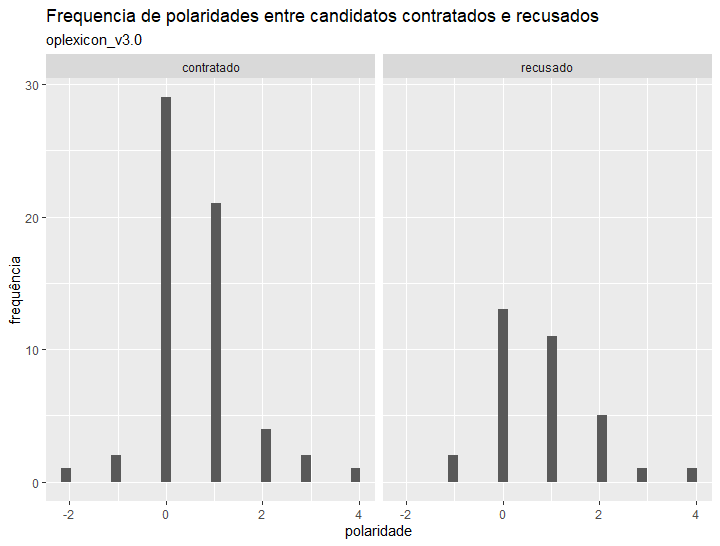 Frequencia de polaridades entre candidatos contratados e recusados
oplexicon_v3.0
contratado
recusado
30
20
10
0
frequência
-2
0
2
4
-2
0
2
4
polaridade